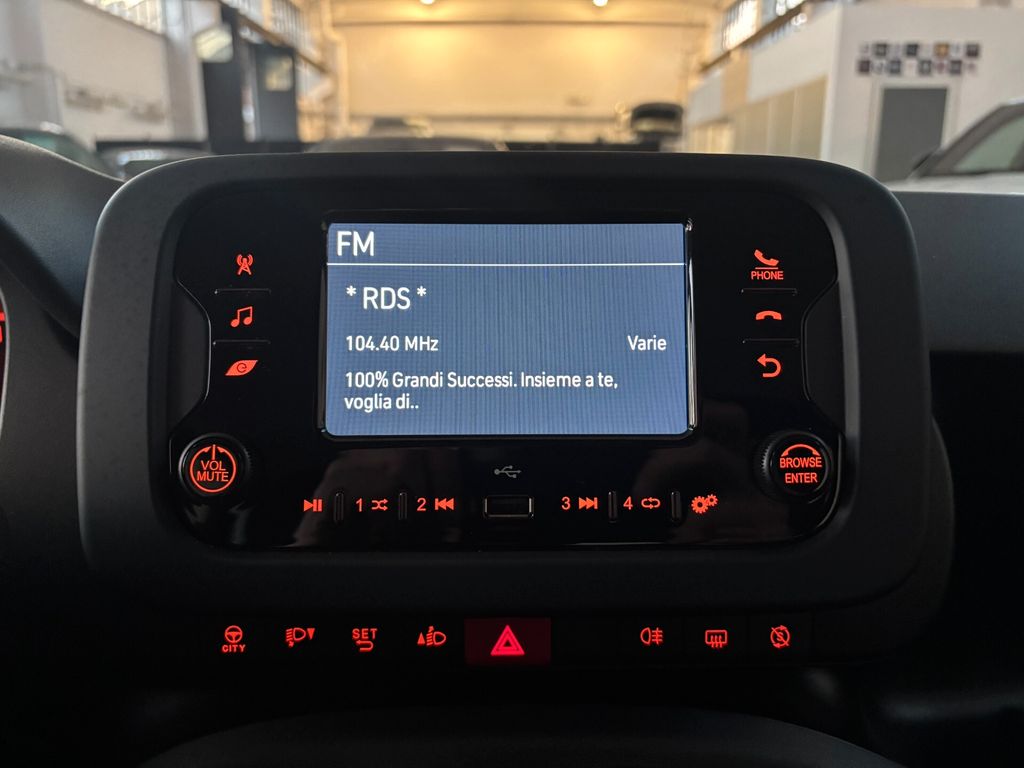 FM
* RDS *
104.40 MHz Varie
100% Grandi Successi. Insieme a te,
voglia di..
PHONE
VOL
MUTE
BROWSE
ENTER
1 2 3 4
CITY
SET